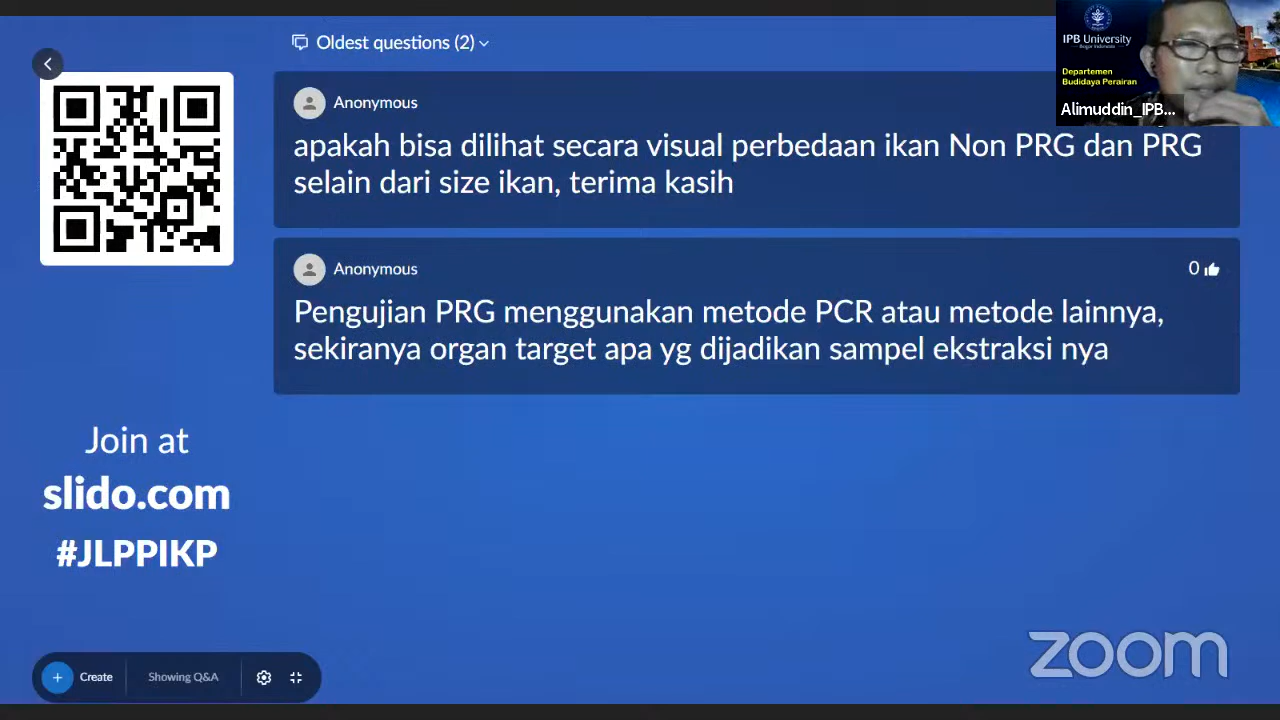 Oldest questions (2)
IPB University
Bogor Indonesia
Departemen
Budidaya Perairan
Alimuddin_IPB...
Anonymous
apakah bisa dilihat secara visual perbedaan ikan Non PRG dan PRG
selain dari size ikan, terima kasih
Anonymous
0
Pengujian PRG menggunakan metode PCR atau metode lainnya,
sekiranya organ target apa yg dijadikan sampel ekstraksi nya
Join at
slido.com
#JLPPIKP
+ Create
Showing Q&A
zoom